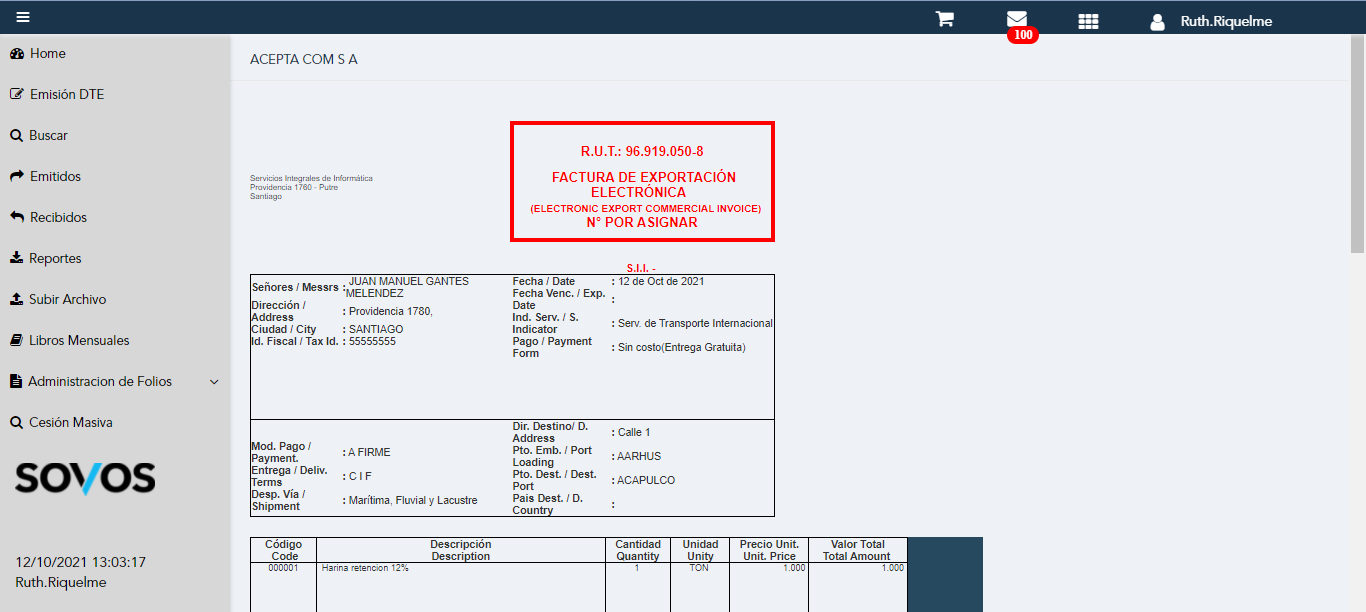 Ruth.Riquelme
100
Home
Emisión DTE
Buscar
Emitidos
Recibidos
Reportes
Subir Archivo
Libros Mensuales
Administracion de Folios
Cesión Masiva
SOVOS
12/10/2021 13:03:17
Ruth.Riquelme
ACEPTA COM S A
Servicios Integrales de Informática
Providencia 1760 - Putre
Santiago
R.U.T.: 96.919.050-8
FACTURA DE EXPORTACIÓN
ELECTRÓNICA
(ELECTRONIC EXPORT COMMERCIAL INVOICE)
N° POR ASIGNAR
S.I.I. -
Señores / Messrs : JUAN MANUEL GANTES
MELENDEZ
Dirección /
Address : Providencia 1780,
Ciudad / City : SANTIAGO
Id. Fiscal / Tax Id. : 55555555
Fecha / Date : 12 de Oct de 2021
Fecha Venc. / Exp.
Date :
Ind. Serv. / S.
Indicator : Serv. de Transporte Internacional
Pago / Payment
Form : Sin costo(Entrega Gratuita)
Mod. Pago /
Payment. : A FIRME
Entrega / Deliv.
Terms : C I F
Desp. Vía /
Shipment : Marítima, Fluvial y Lacustre
Dir. Destino/ D.
Address : Calle 1
Pto. Emb. / Port
Loading : AARHUS
Pto. Dest. / Dest.
Port : ACAPULCO
Pais Dest. / D.
Country :
Código Descripción Cantidad Unidad Precio Unit. Valor Total
Code Description Quantity Unity Unit. Price Total Amount
000001 Harina retencion 12% 1 TON 1.000 1.000